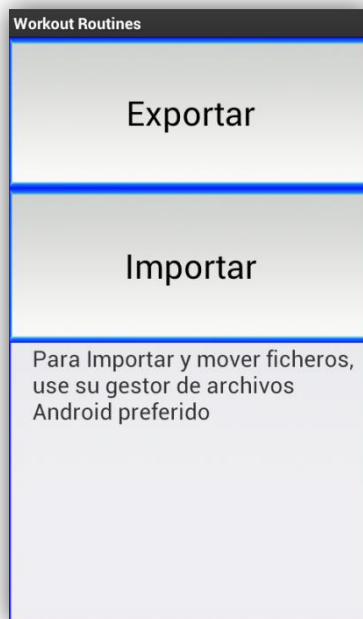 Workout Routines
Exportar
Importar
Para Importar y mover ficheros,
use su gestor de archivos
Android preferido